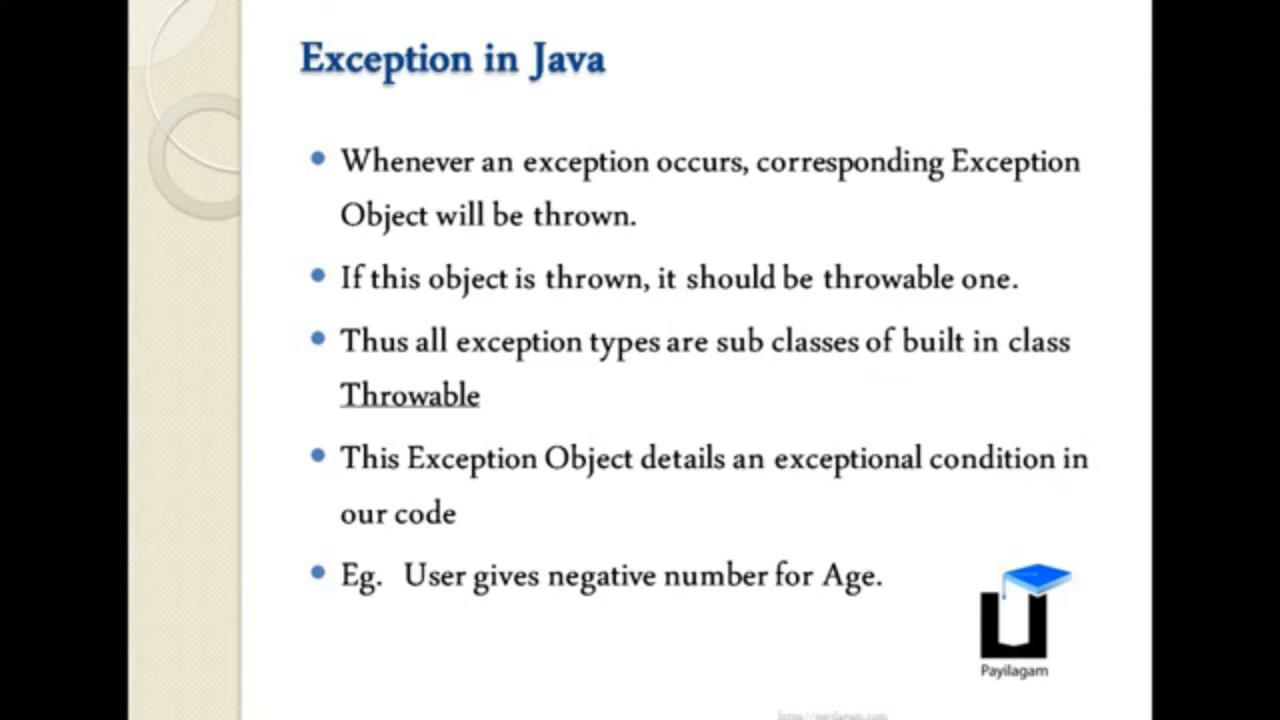 Exception in Java
Whenever an exception occurs, corresponding Exception
Object will be thrown.
If this object is thrown, it should be throwable one.
Thus all exception types are sub classes of built in class
Throwable
This Exception Object details an exceptional condition in
our code
Eg. User gives negative number for Age.
Payilagam